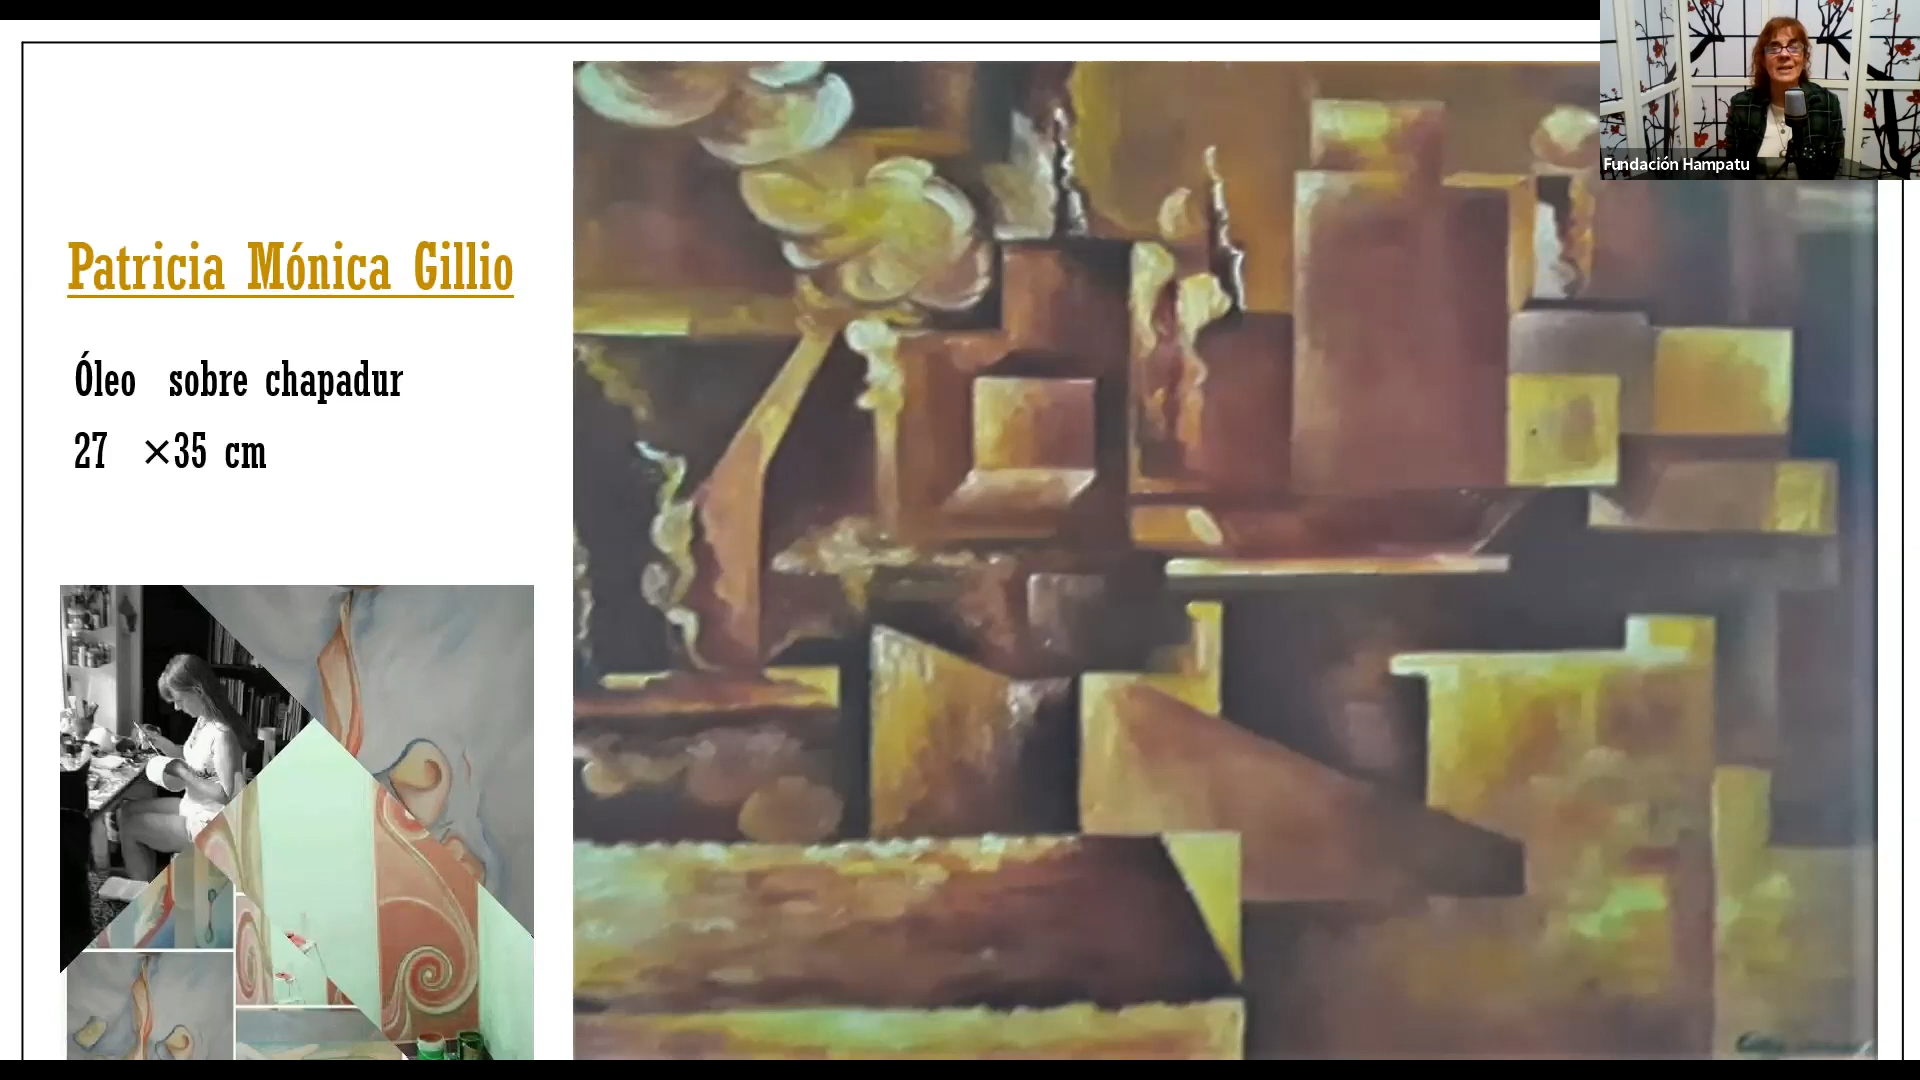 Fundación Hampatu
Patricia Mónica Gillio
Óleo sobre chapadur
27 ×35 cm